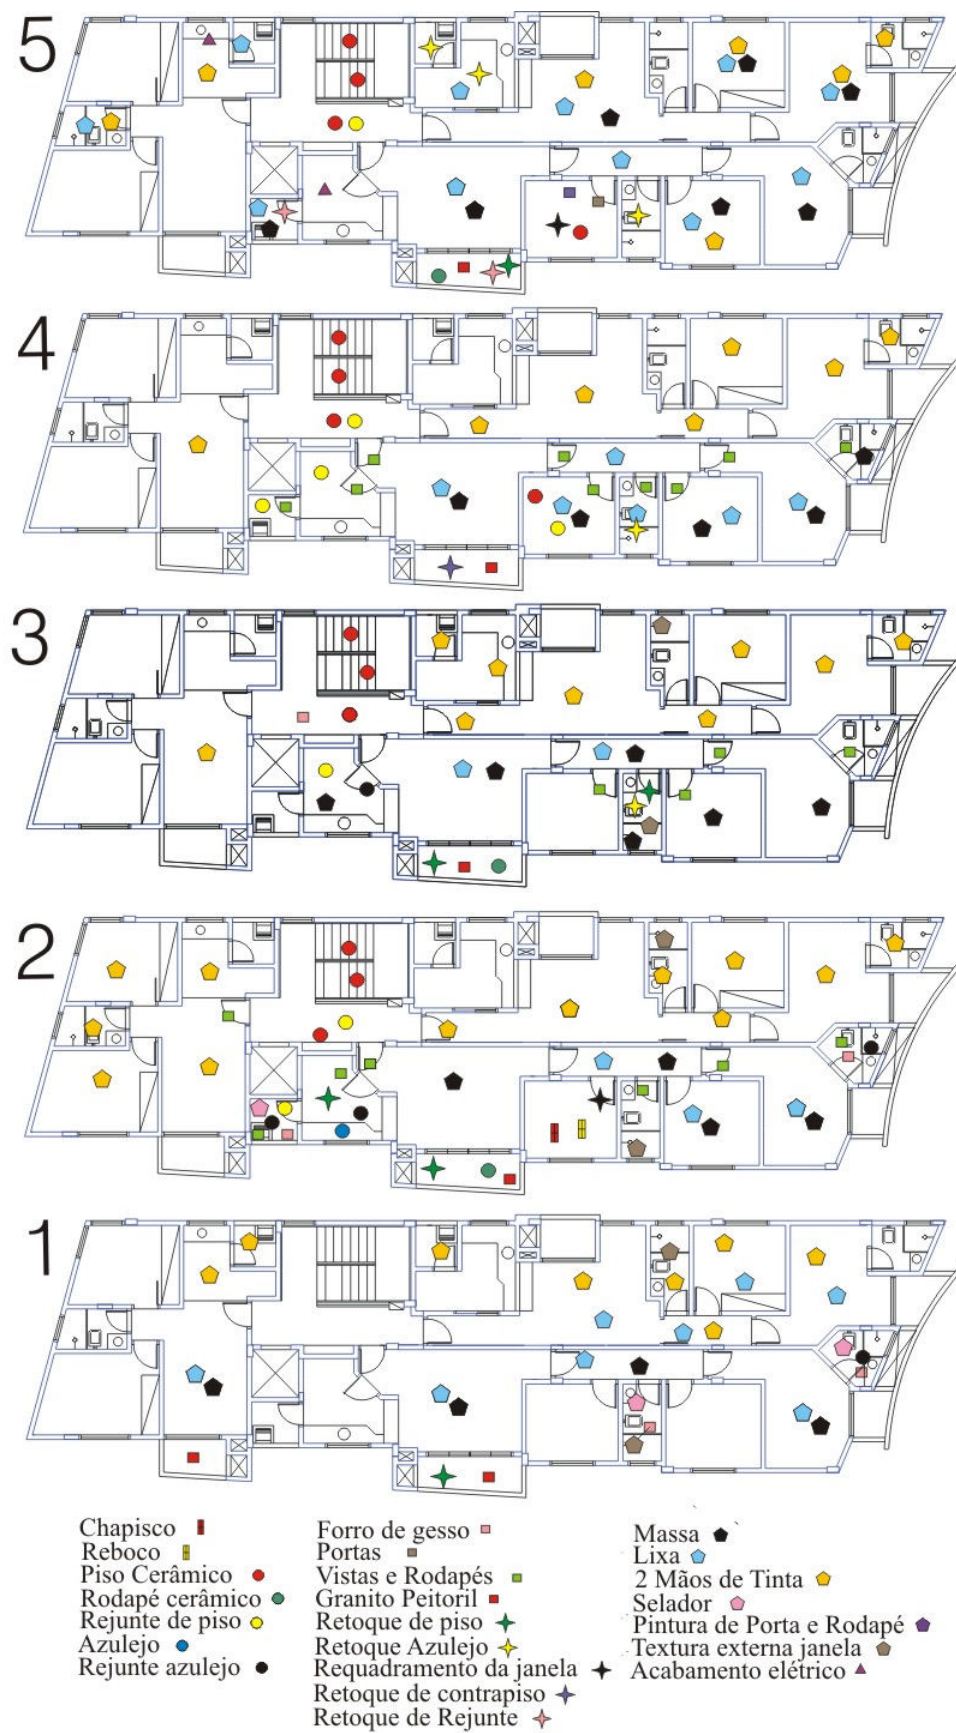 5
4
3
2
1
Chapisco
Reboco
Piso Cerâmico
Rodapé cerâmico
Rejunte de piso
Azulejo
Rejunte azulejo
Forro de gesso
Portas
Vistas e Rodapés
Granito Peitoril
Retoque de piso
Retoque Azulejo
Requadramento da janela
Retoque de contrapiso
Retoque de Rejunte
Massa
Lixa
2 Mãos de Tinta
Selador
Pintura de Porta e Rodapé
Textura externa janela
Acabamento elétrico